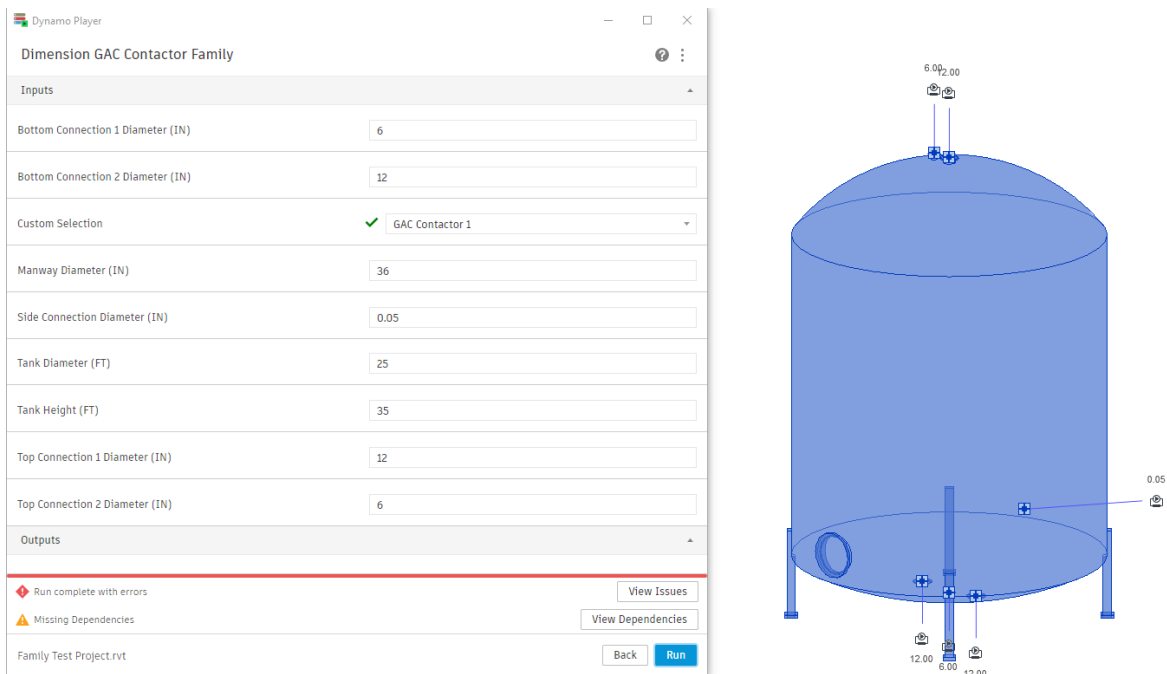 Dynamo Player
Dimension GAC Contactor Family
Inputs
Bottom Connection 1 Diameter (IN) 6
Bottom Connection 2 Diameter (IN) 12
Custom Selection GAC Contactor 1
Manway Diameter (IN) 36
Side Connection Diameter (IN) 0.05
Tank Diameter (FT) 25
Tank Height (FT) 35
Top Connection 1 Diameter (IN) 12
Top Connection 2 Diameter (IN) 6
Outputs
Run complete with errors View Issues
Missing Dependencies View Dependencies
Family Test Project.rvt Back Run
6.00
12.00
0.05
12.00
6.00
12.00